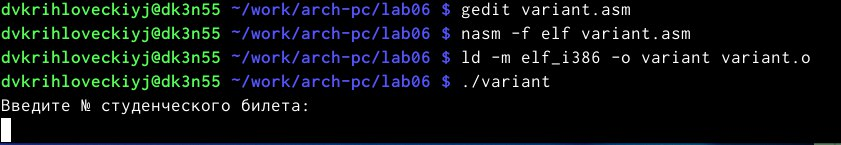 dvkrihloveckiyj@dk3n55 ~/work/arch-pc/lab06 $ gedit variant.asm
dvkrihloveckiyj@dk3n55 ~/work/arch-pc/lab06 $ nasm -f elf variant.asm
dvkrihloveckiyj@dk3n55 ~/work/arch-pc/lab06 $ ld -m elf_i386 -o variant variant.o
dvkrihloveckiyj@dk3n55 ~/work/arch-pc/lab06 $ ./variant
Введите № студенческого билета: